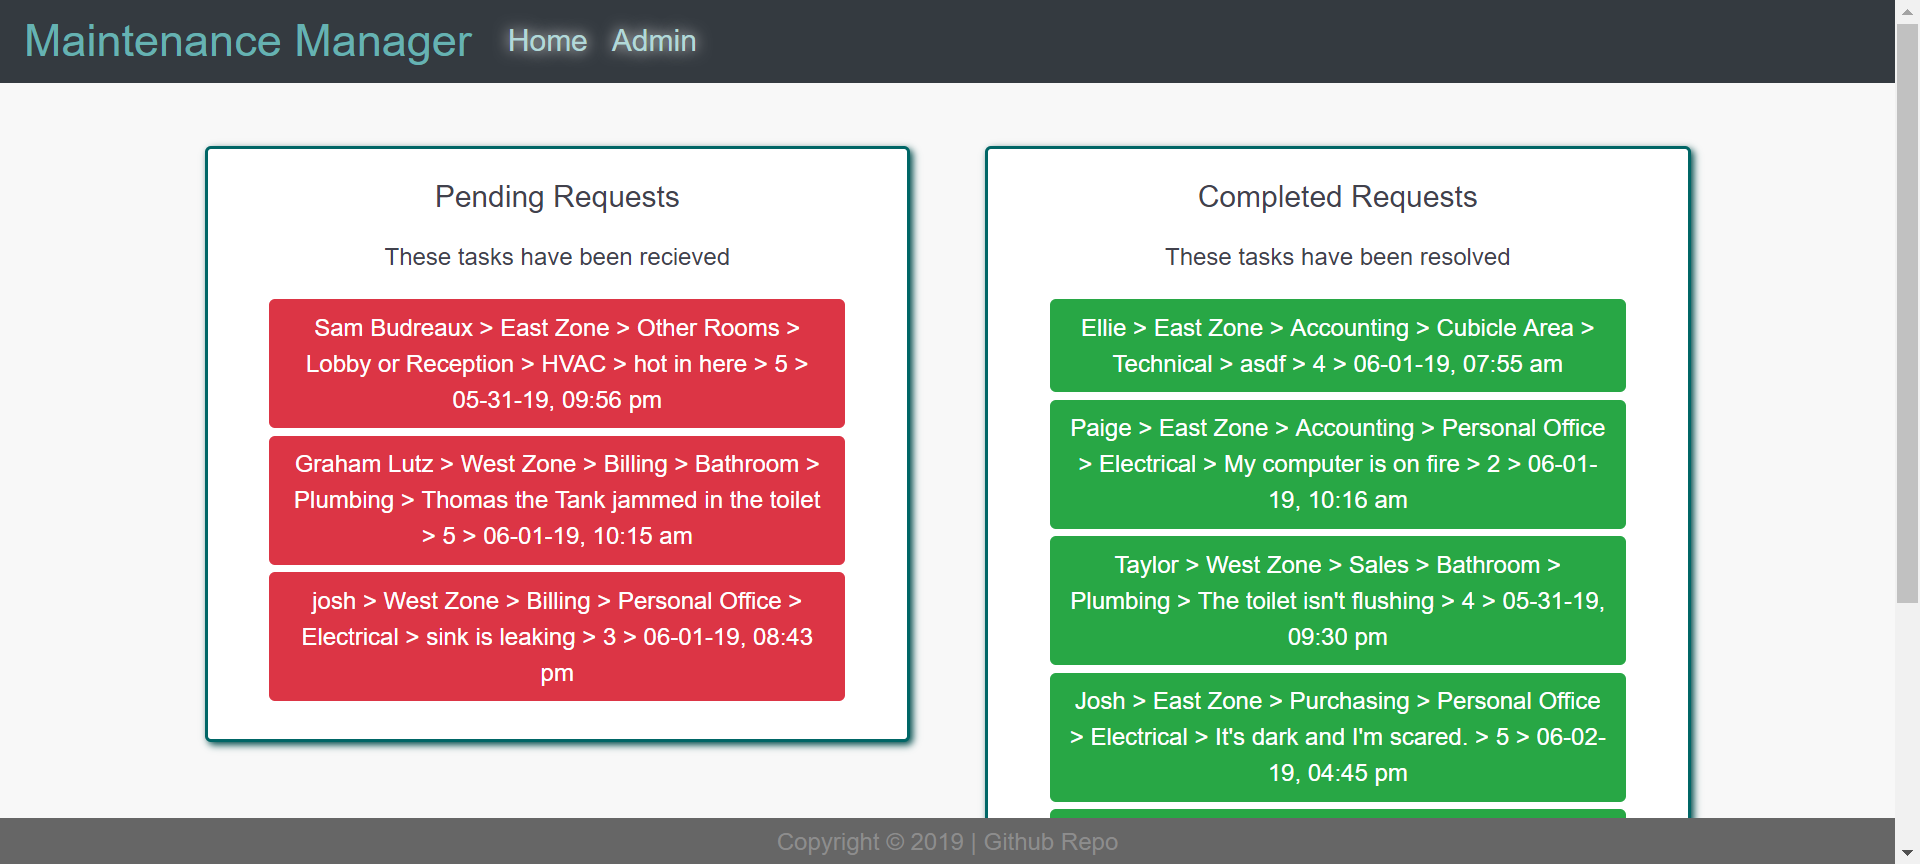 Maintenance Manager Home Admin
Pending Requests
These tasks have been recieved
Sam Budreaux > East Zone > Other Rooms >
Lobby or Reception > HVAC > hot in here > 5 >
05-31-19, 09:56 pm
Graham Lutz > West Zone > Billing > Bathroom >
Plumbing > Thomas the Tank jammed in the toilet
> 5 > 06-01-19, 10:15 am
josh > West Zone > Billing > Personal Office >
Electrical > sink is leaking > 3 > 06-01-19, 08:43
pm
Completed Requests
These tasks have been resolved
Ellie > East Zone > Accounting > Cubicle Area >
Technical > asdf > 4 > 06-01-19, 07:55 am
Paige > East Zone > Accounting > Personal Office
> Electrical > My computer is on fire > 2 > 06-01-
19, 10:16 am
Taylor > West Zone > Sales > Bathroom >
Plumbing > The toilet isn't flushing > 4 > 05-31-19,
09:30 pm
Josh > East Zone > Purchasing > Personal Office
> Electrical > It's dark and I'm scared. > 5 > 06-02-
19, 04:45 pm
Copyright © 2019 | Github Repo